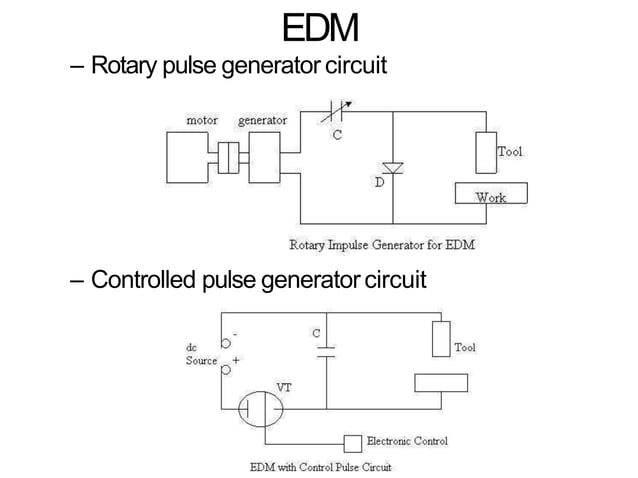 EDM
– Rotary pulse generator circuit
motor generator
C
Tool
D
Work
Rotary Impulse Generator for EDM
– Controlled pulse generator circuit
-
C
dc
Source
Tool
+
VT
Electronic Control
EDM with Control Pulse Circuit